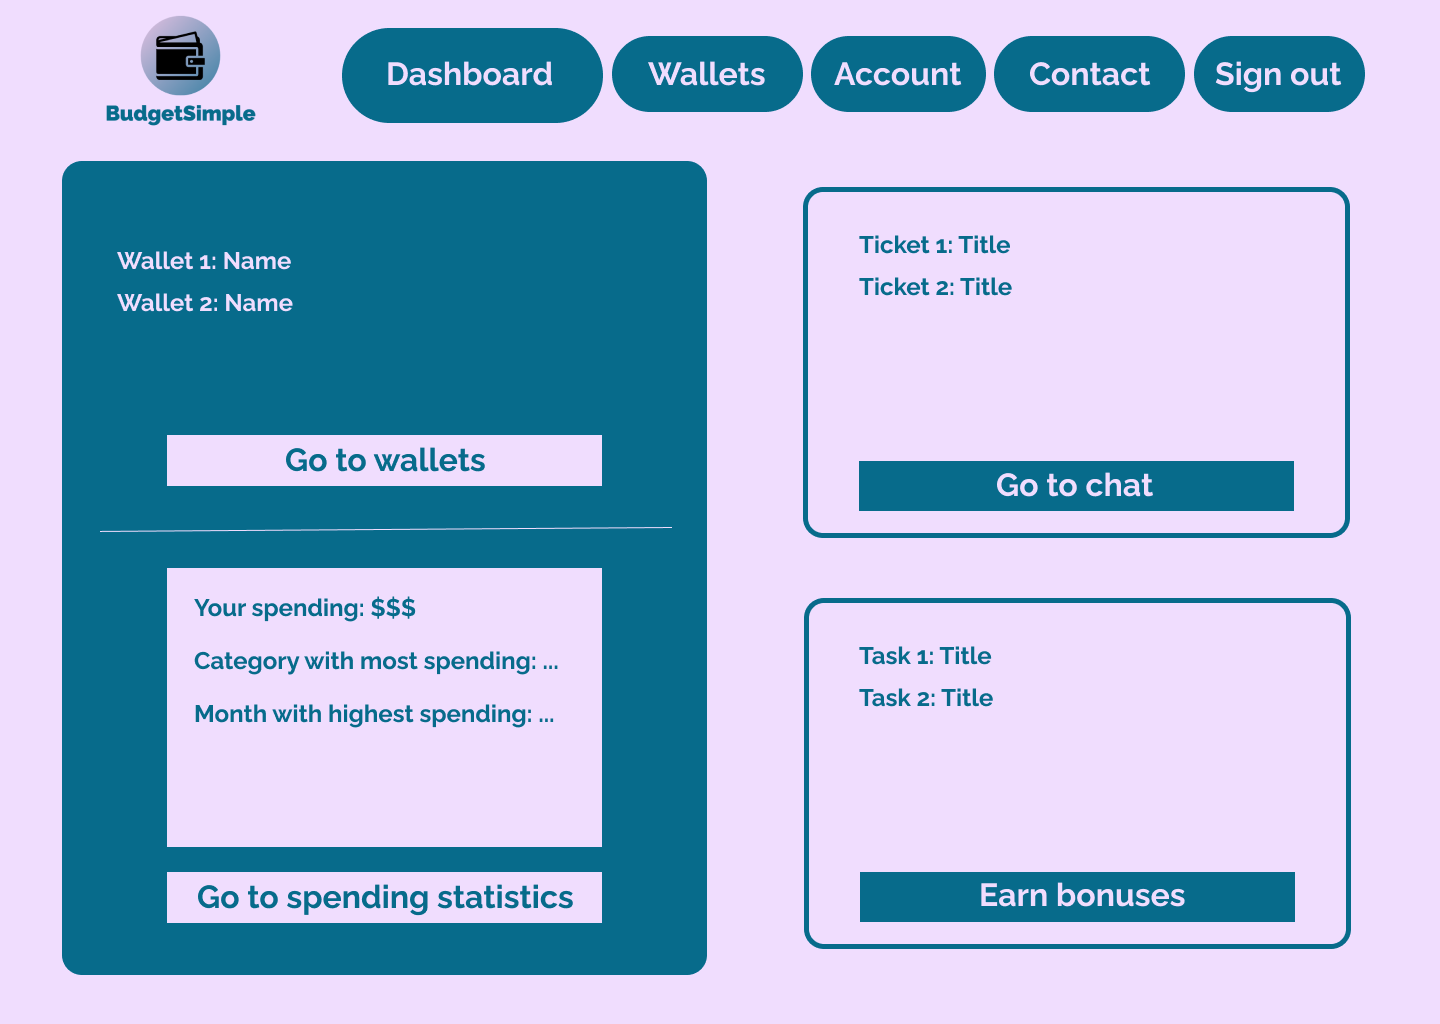 BudgetSimple
Dashboard
Wallets
Account
Contact
Sign out
Wallet 1: Name
Wallet 2: Name
Go to wallets
Your spending: $$$
Category with most spending: ...
Month with highest spending: ...
Go to spending statistics
Ticket 1: Title
Ticket 2: Title
Go to chat
Task 1: Title
Task 2: Title
Earn bonuses